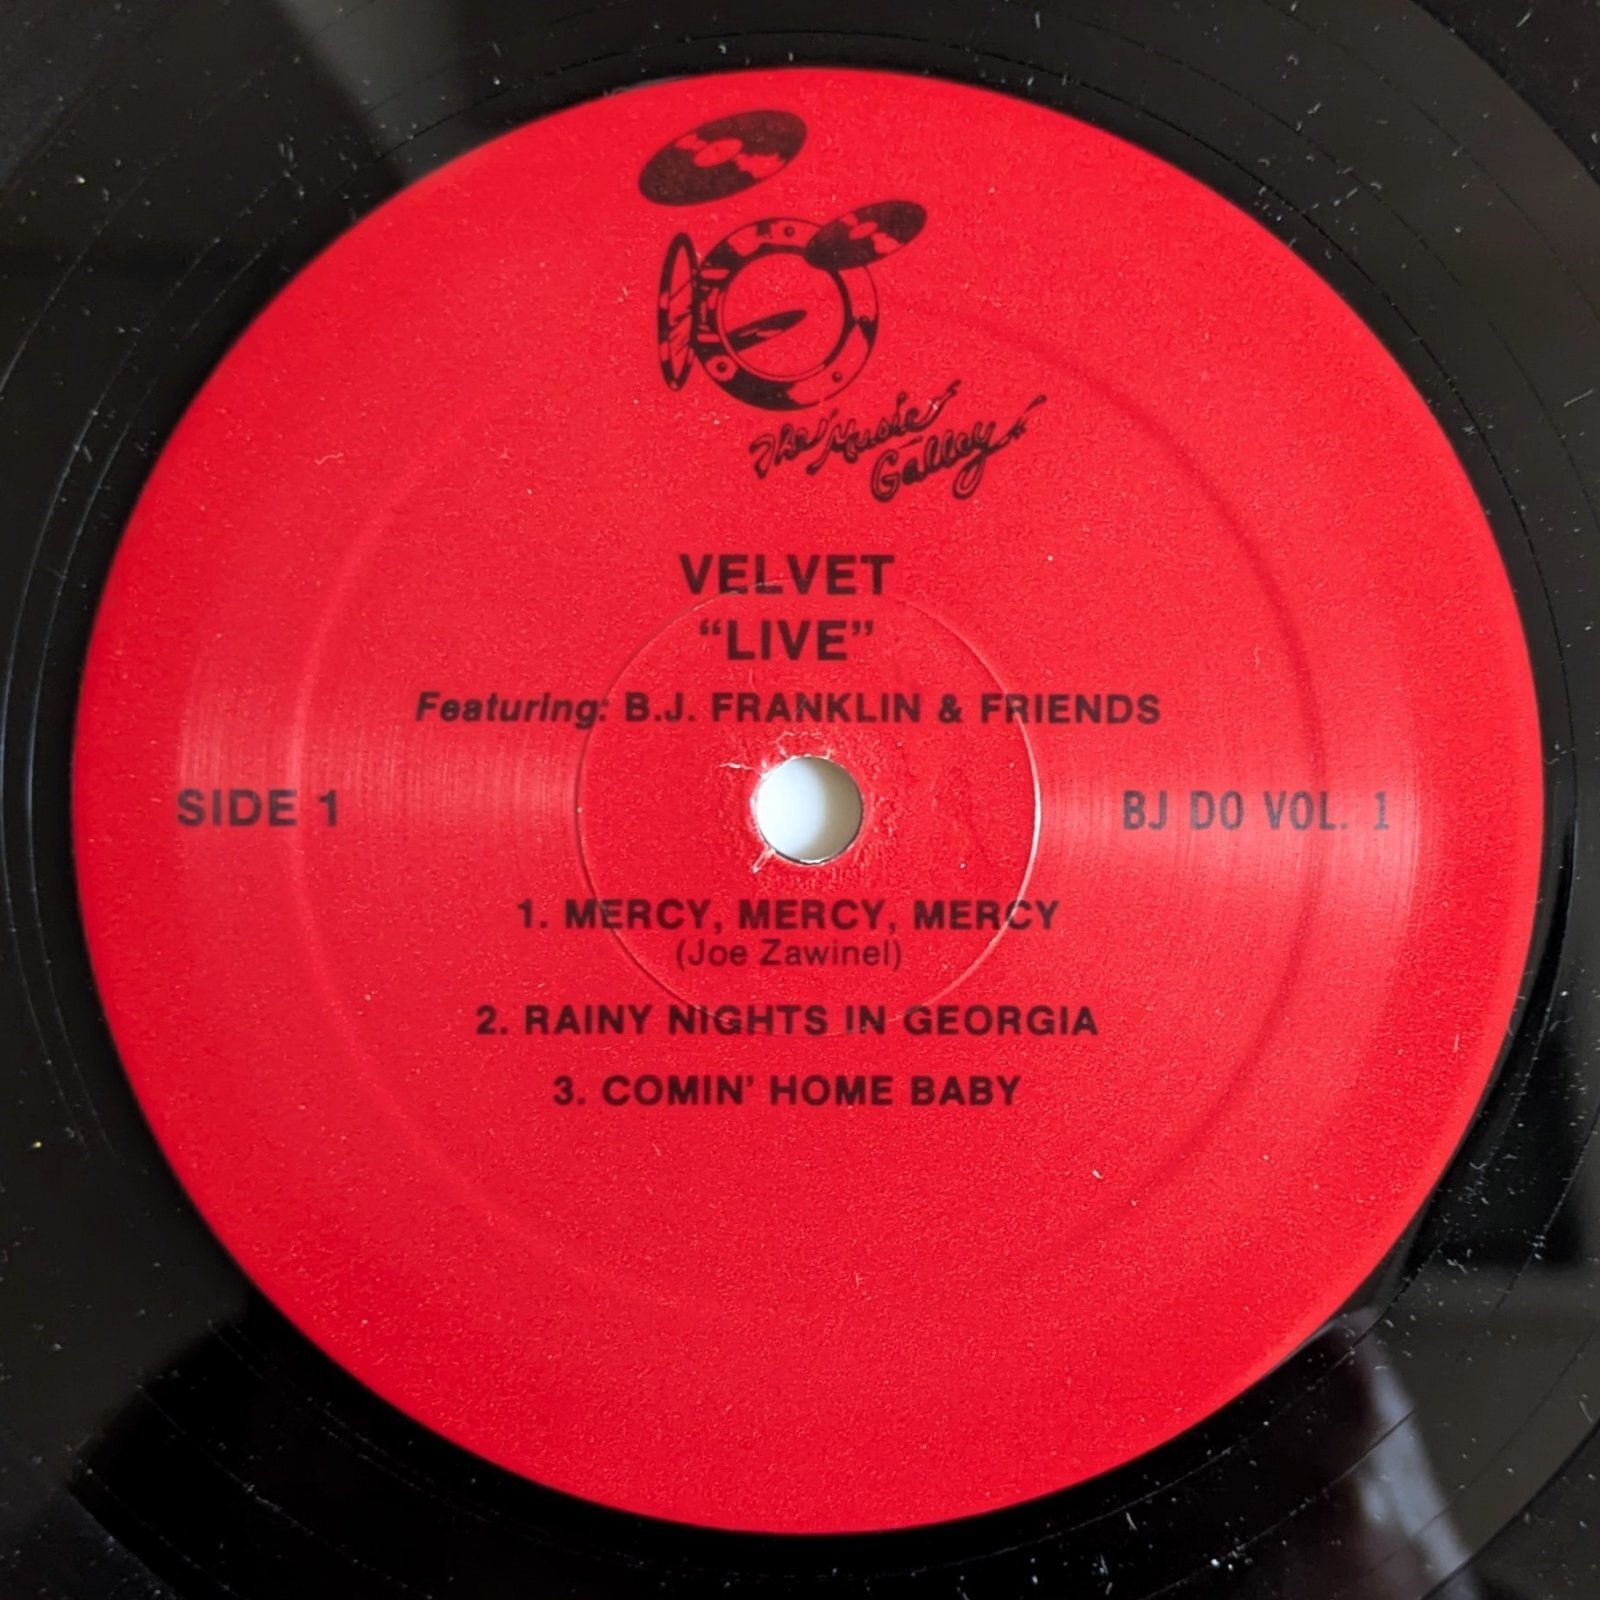 The Music
Galley
VELVET
“LIVE”
Featuring: B.J. FRANKLIN & FRIENDS
SIDE 1
BJ DO VOL. 1
1. MERCY, MERCY, MERCY
(Joe Zawinel)
2. RAINY NIGHTS IN GEORGIA
3. COMIN’ HOME BABY